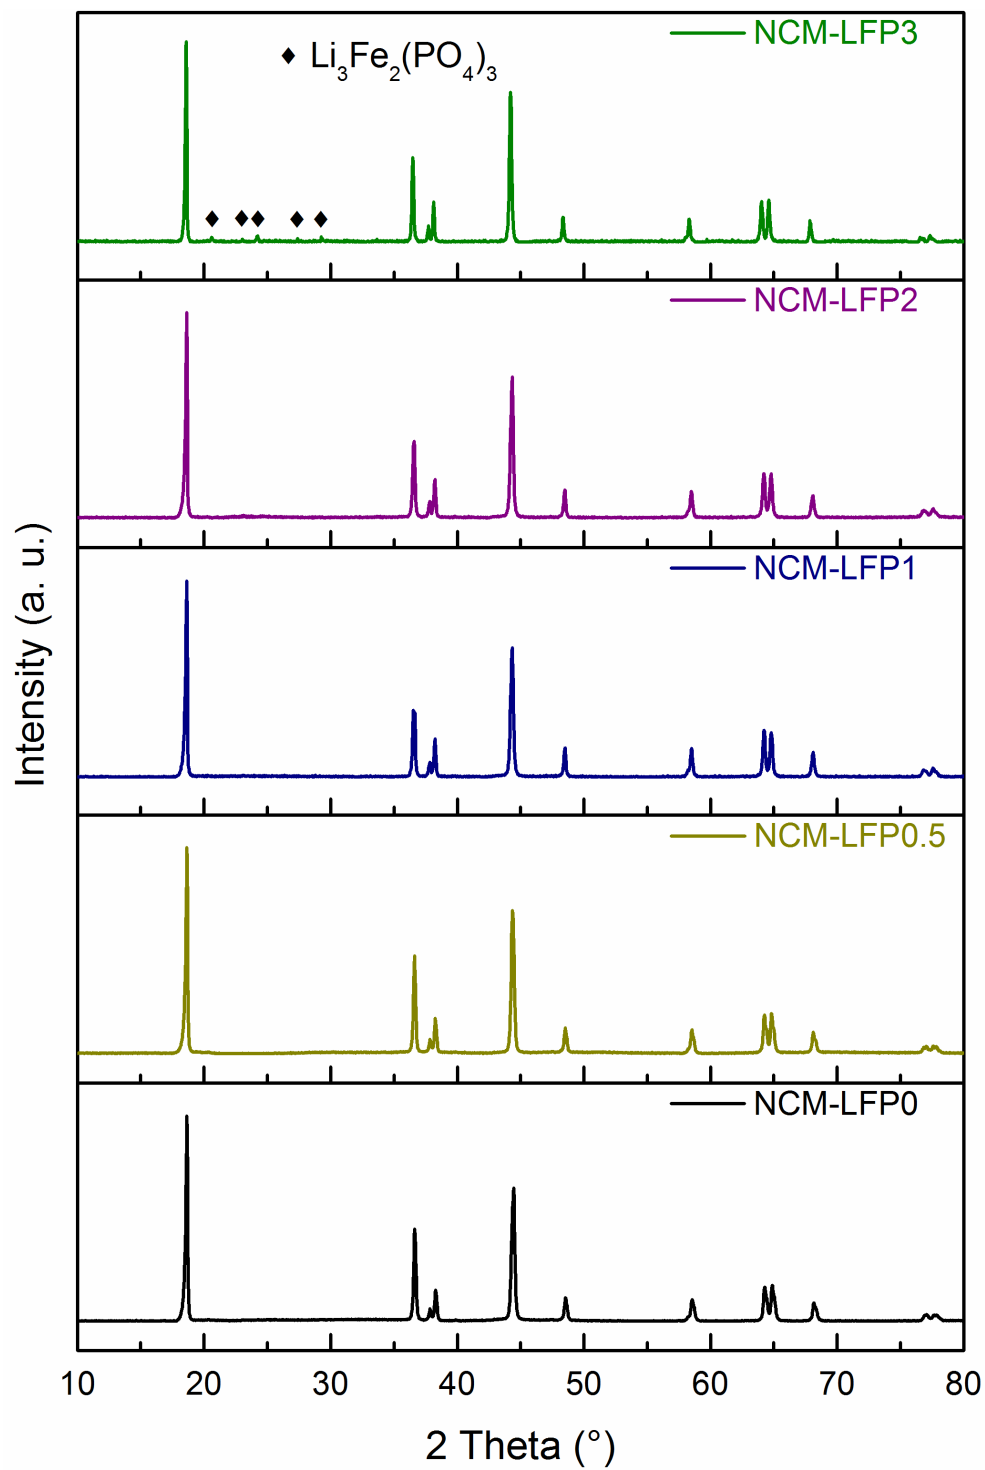 NCM-LFP3
♦ Li₃Fe₂(PO₄)₃
NCM-LFP2
NCM-LFP1
NCM-LFP0.5
NCM-LFP0
Intensity (a. u.)
10 20 30 40 50 60 70 80
2 Theta (°)